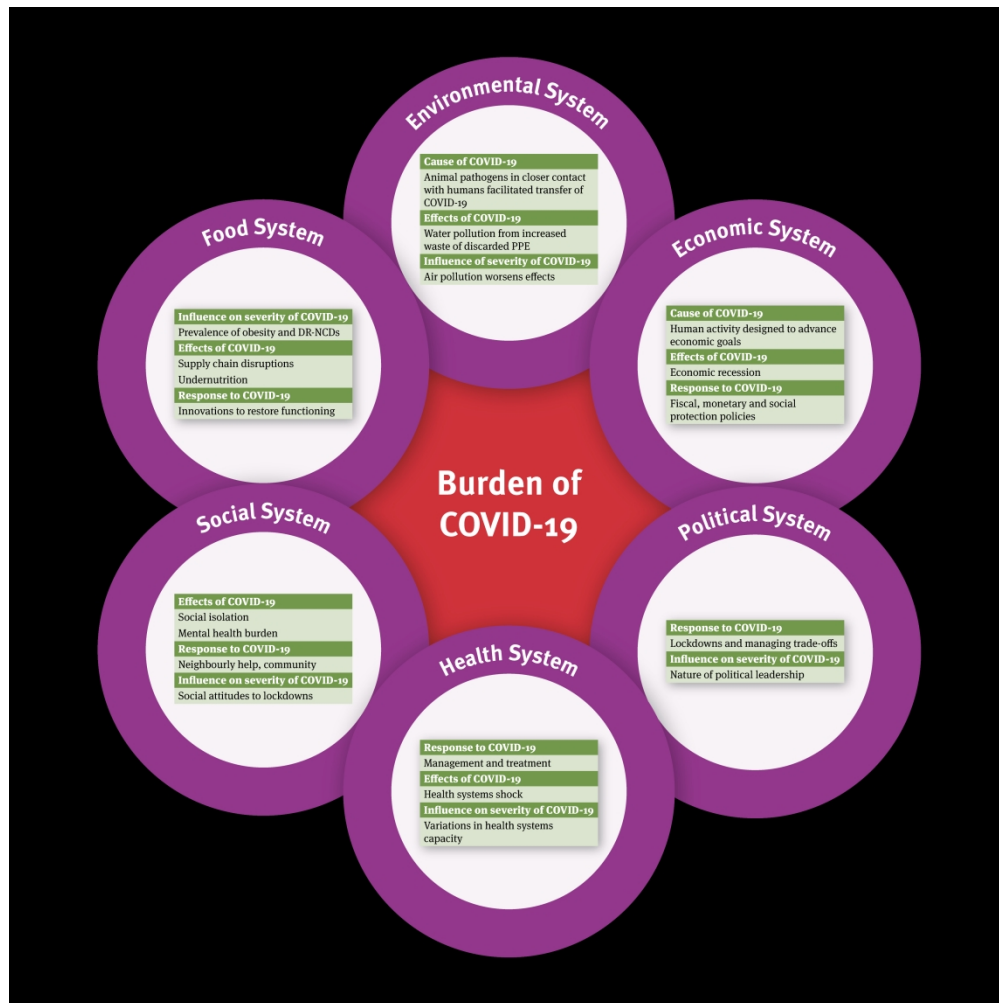 Environmental System
Cause of COVID-19
Animal pathogens in closer contact
with humans facilitated transfer of
COVID-19
Effects of COVID-19
Water pollution from increased
waste of discarded PPE
Influence of severity of COVID-19
Air pollution worsens effects
Economic System
Cause of COVID-19
Human activity designed to advance
economic goals
Effects of COVID-19
Economic recession
Response to COVID-19
Fiscal, monetary and social
protection policies
Political System
Response to COVID-19
Lockdowns and managing trade-offs
Influence on severity of COVID-19
Nature of political leadership
Health System
Response to COVID-19
Management and treatment
Effects of COVID-19
Health systems shock
Influence on severity of COVID-19
Variations in health systems
capacity
Social System
Effects of COVID-19
Social isolation
Mental health burden
Response to COVID-19
Neighbourly help, community
Influence on severity of COVID-19
Social attitudes to lockdowns
Food System
Influence on severity of COVID-19
Prevalence of obesity and DR-NCDs
Effects of COVID-19
Supply chain disruptions
Undernutrition
Response to COVID-19
Innovations to restore functioning
Burden of
COVID-19